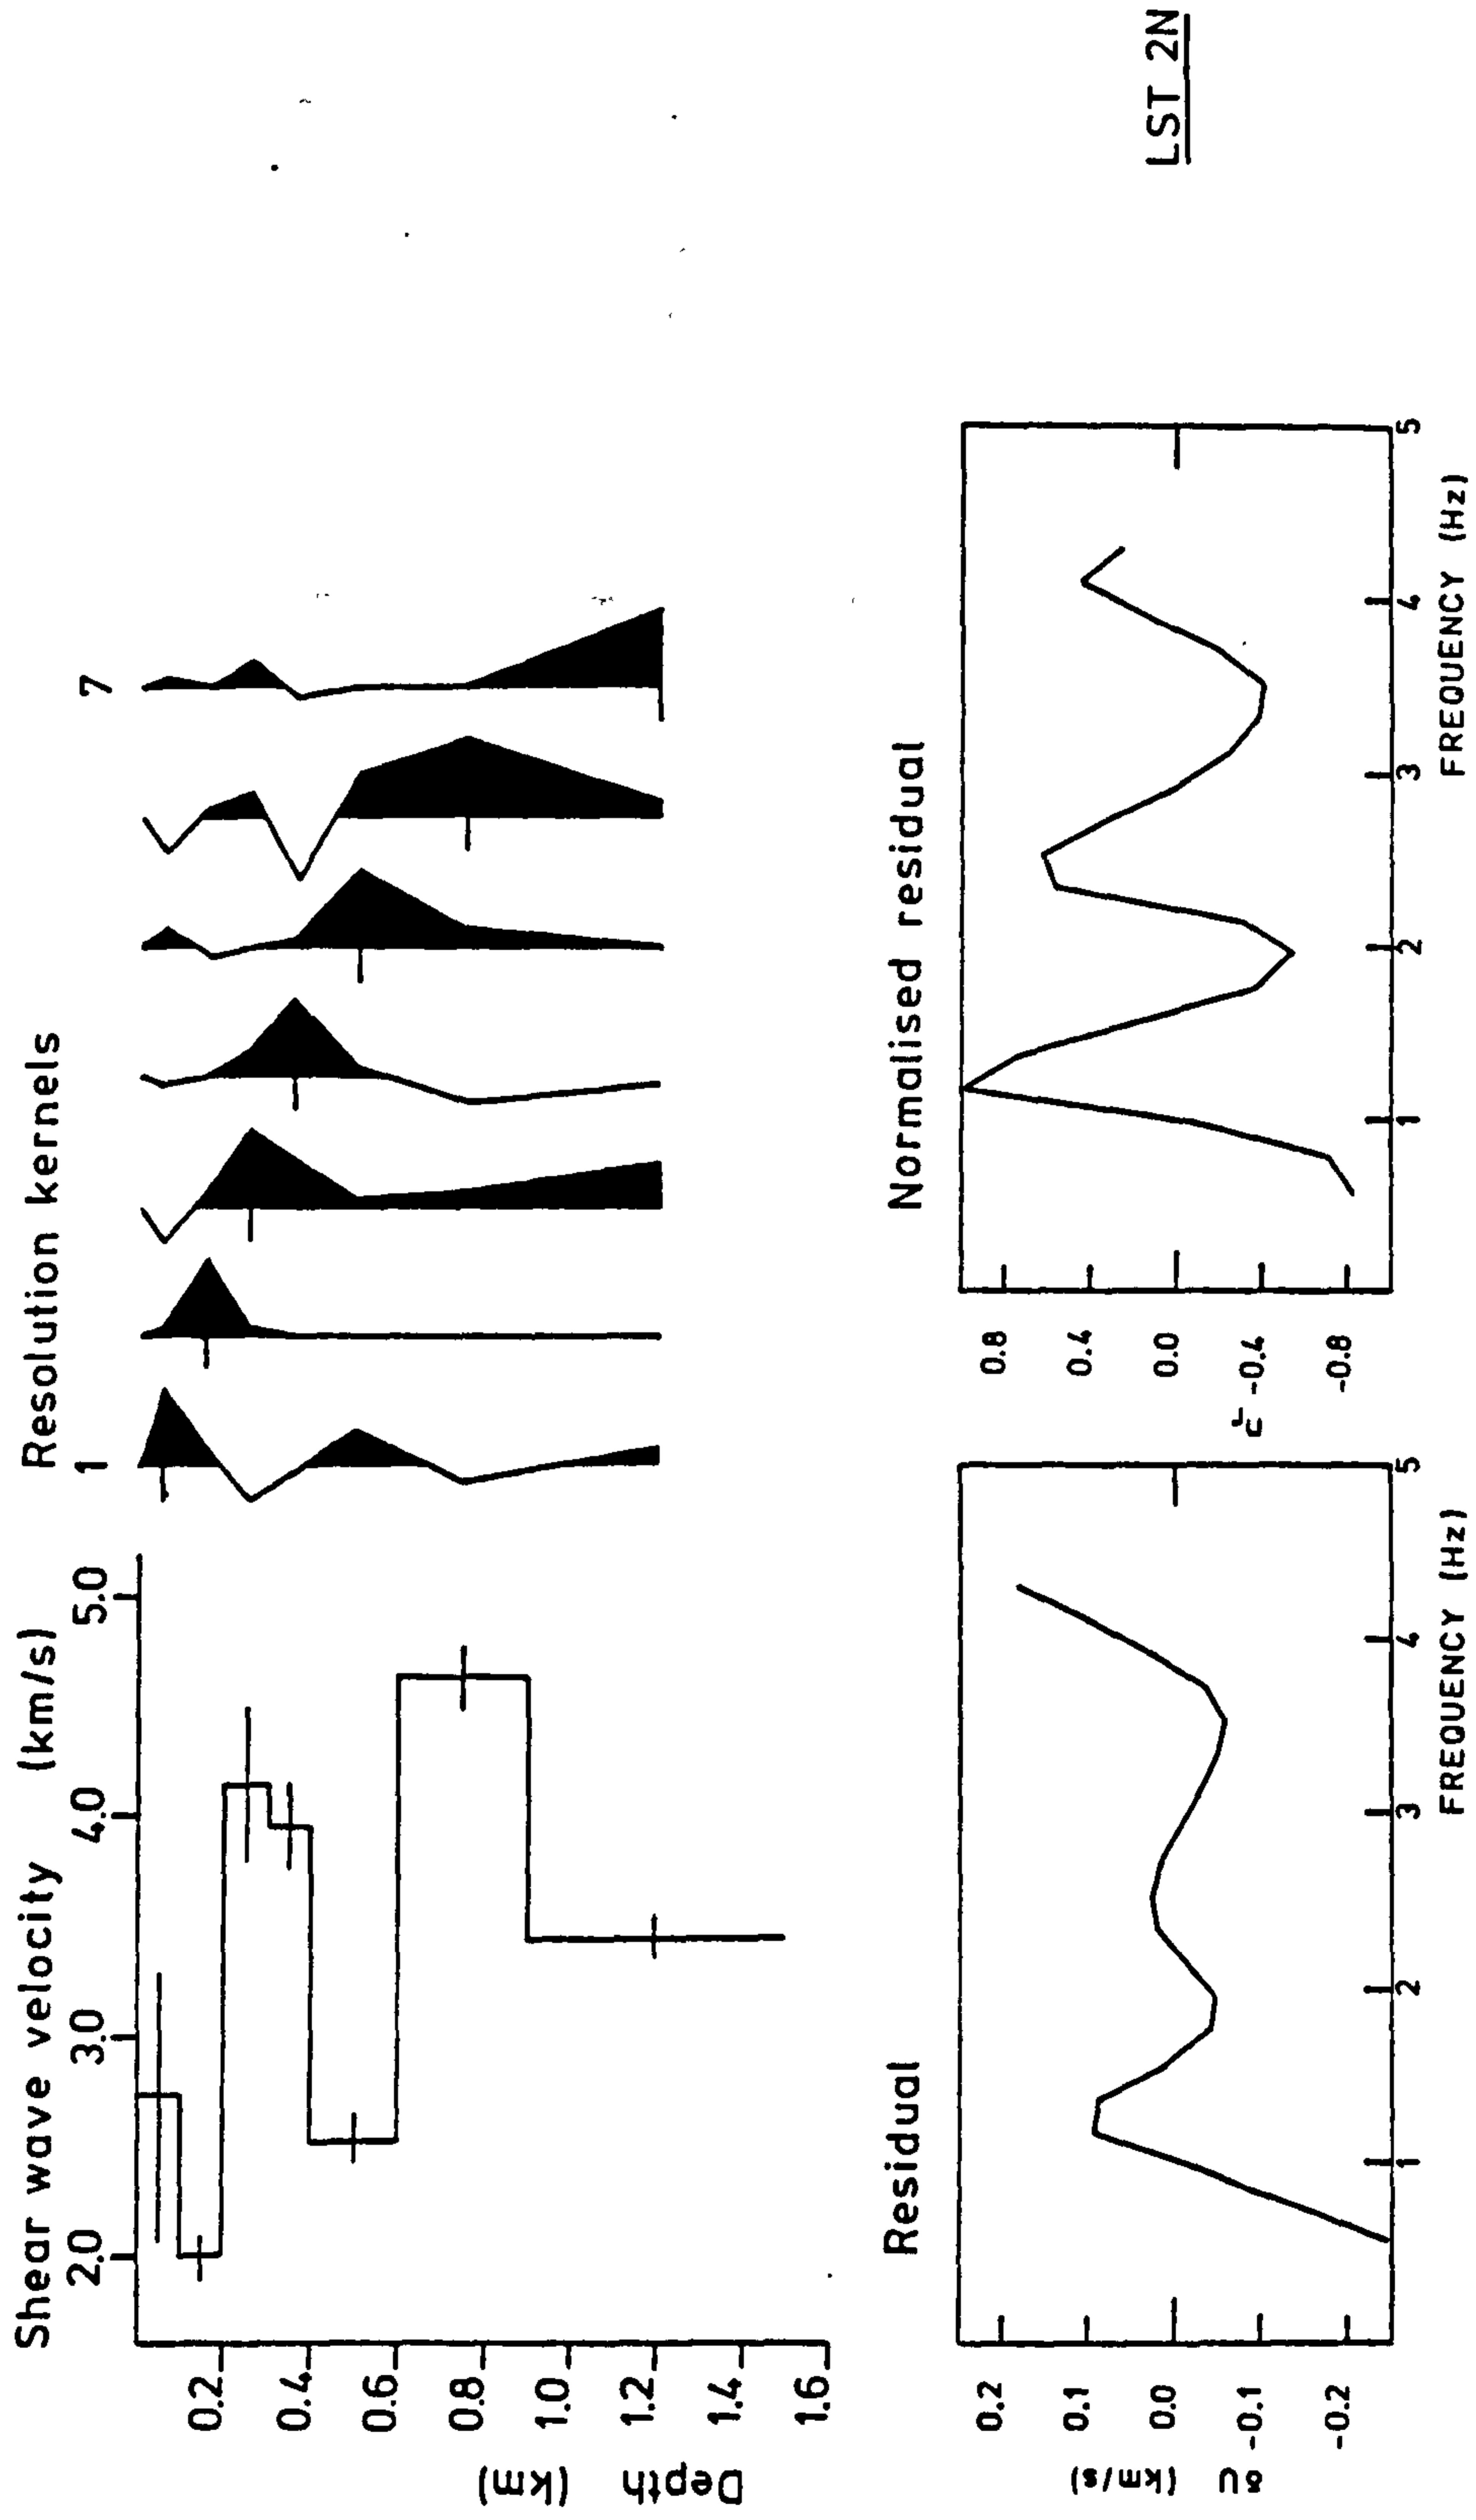 Shear wave velocity (km/s)
2.0 3.0 4.0 5.0
Resolution kernels
1 7
0.2
0.4
0.6
0.8
1.0
1.2
1.4
1.6
Depth
(km)
Residual
0.2
0.1
0.0
-0.1
-0.2
(km/s)
δU
1 2 3 4 5
FREQUENCY (Hz)
Normalised residual
0.8
0.4
0.0
-0.4
-0.8
1 2 3 4 5
FREQUENCY (Hz)
LST 2N